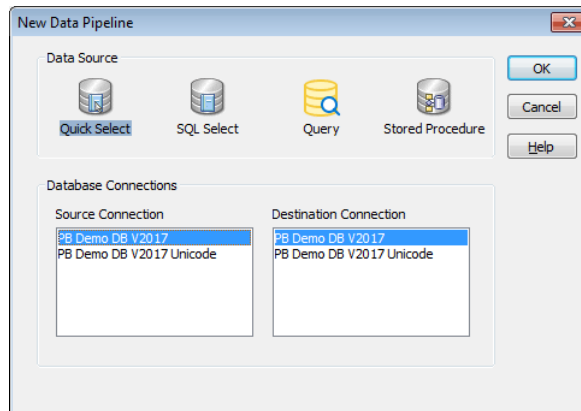 New Data Pipeline
Data Source
Quick Select SQL Select Query Stored Procedure
OK
Cancel
Help
Database Connections
Source Connection Destination Connection
PB Demo DB V2017 PB Demo DB V2017
PB Demo DB V2017 Unicode PB Demo DB V2017 Unicode